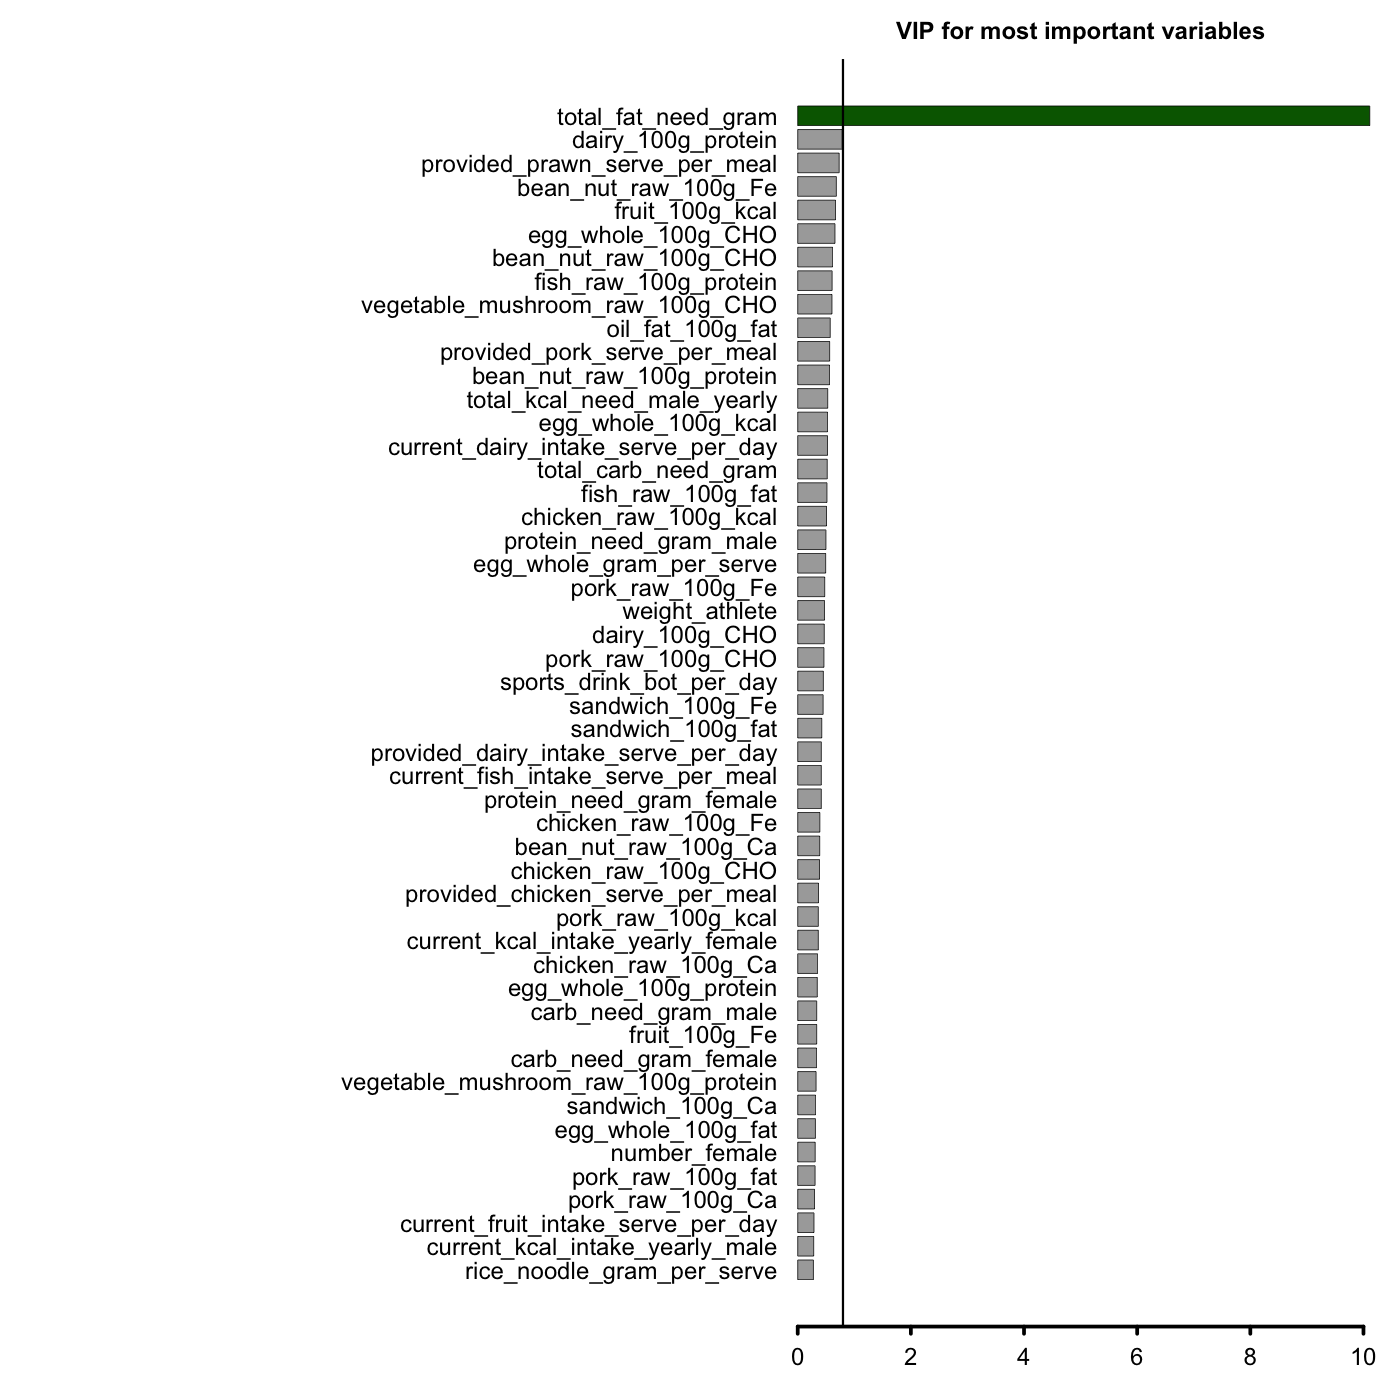 VIP for most important variables
total_fat_need_gram
dairy_100g_protein
provided_prawn_serve_per_meal
bean_nut_raw_100g_Fe
fruit_100g_kcal
egg_whole_100g_CHO
bean_nut_raw_100g_CHO
fish_raw_100g_protein
vegetable_mushroom_raw_100g_CHO
oil_fat_100g_fat
provided_pork_serve_per_meal
bean_nut_raw_100g_protein
total_kcal_need_male_yearly
egg_whole_100g_kcal
current_dairy_intake_serve_per_day
total_carb_need_gram
fish_raw_100g_fat
chicken_raw_100g_kcal
protein_need_gram_male
egg_whole_gram_per_serve
pork_raw_100g_Fe
weight_athlete
dairy_100g_CHO
pork_raw_100g_CHO
sports_drink_bot_per_day
sandwich_100g_Fe
sandwich_100g_fat
provided_dairy_intake_serve_per_day
current_fish_intake_serve_per_meal
protein_need_gram_female
chicken_raw_100g_Fe
bean_nut_raw_100g_Ca
chicken_raw_100g_CHO
provided_chicken_serve_per_meal
pork_raw_100g_kcal
current_kcal_intake_yearly_female
chicken_raw_100g_Ca
egg_whole_100g_protein
carb_need_gram_male
fruit_100g_Fe
carb_need_gram_female
vegetable_mushroom_raw_100g_protein
sandwich_100g_Ca
egg_whole_100g_fat
number_female
pork_raw_100g_fat
pork_raw_100g_Ca
current_fruit_intake_serve_per_day
current_kcal_intake_yearly_male
rice_noodle_gram_per_serve
0 2 4 6 8 10